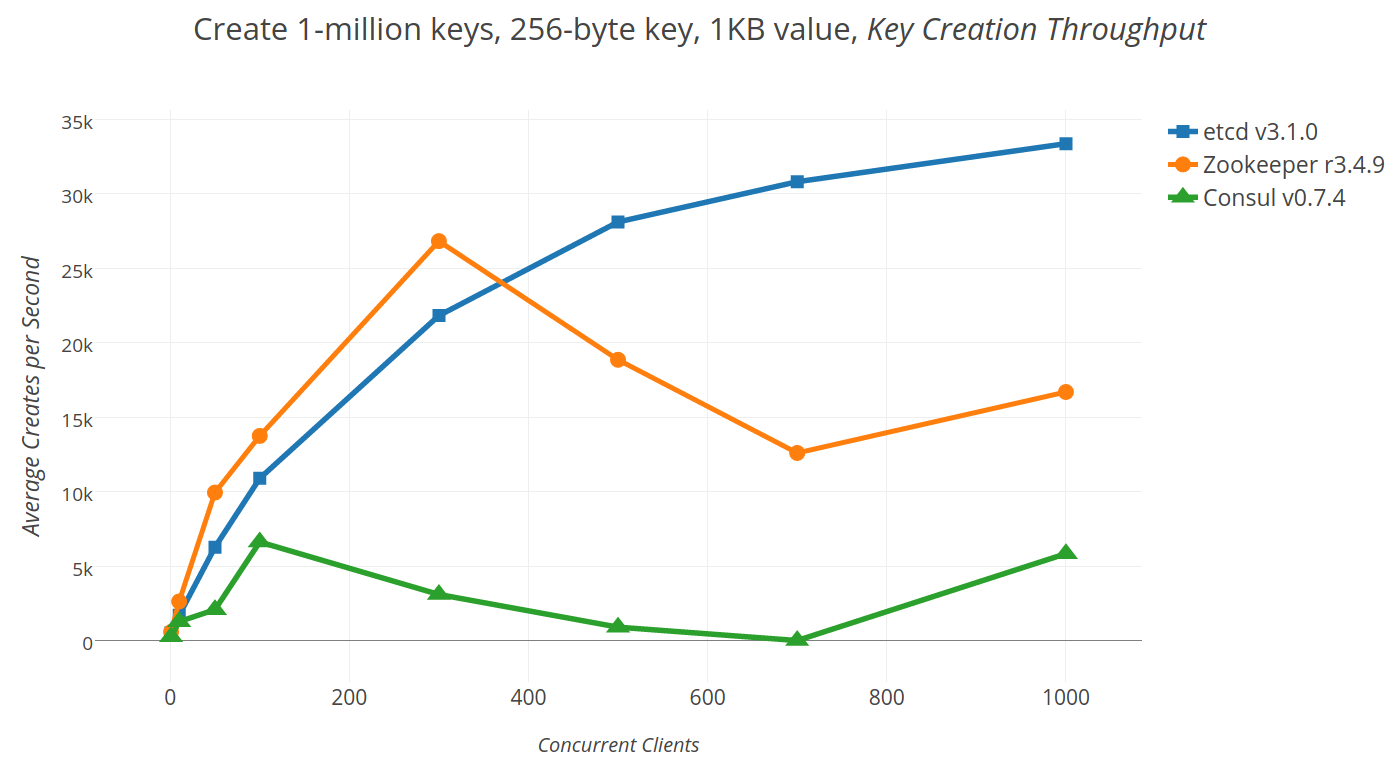 Create 1-million keys, 256-byte key, 1KB value, Key Creation Throughput
etcd v3.1.0
Zookeeper r3.4.9
Consul v0.7.4
Average Creates per Second
35k
30k
25k
20k
15k
10k
5k
0
0 200 400 600 800 1000
Concurrent Clients